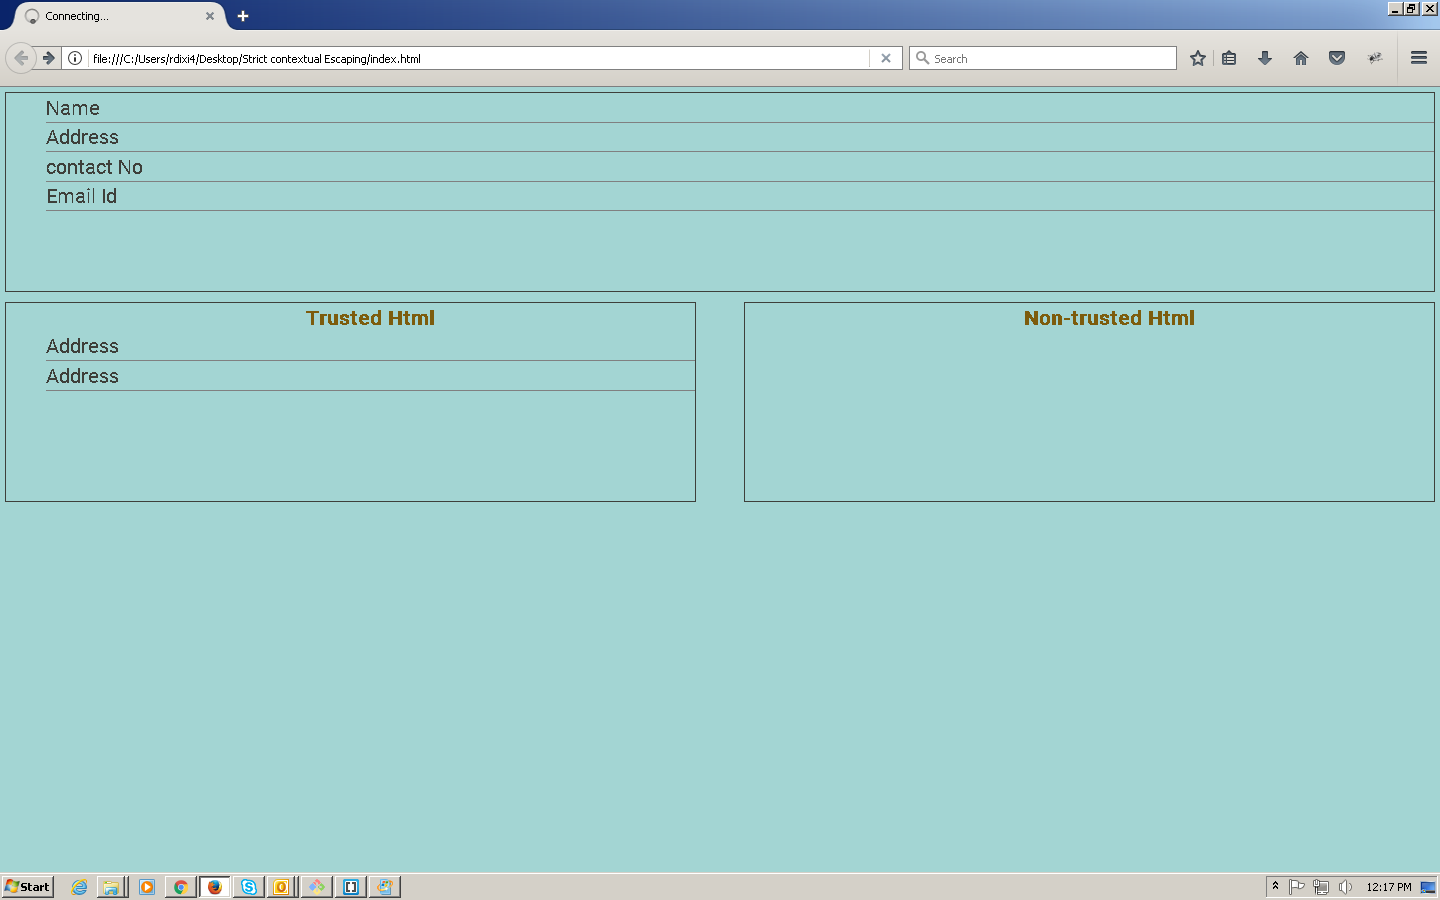 Connecting...
file:///C:/Users/rdixi4/Desktop/Strict contextual Escaping/index.html
Search
Name
Address
contact No
Email Id
Trusted Html
Non-trusted Html
Address
Address
Start
12:17 PM